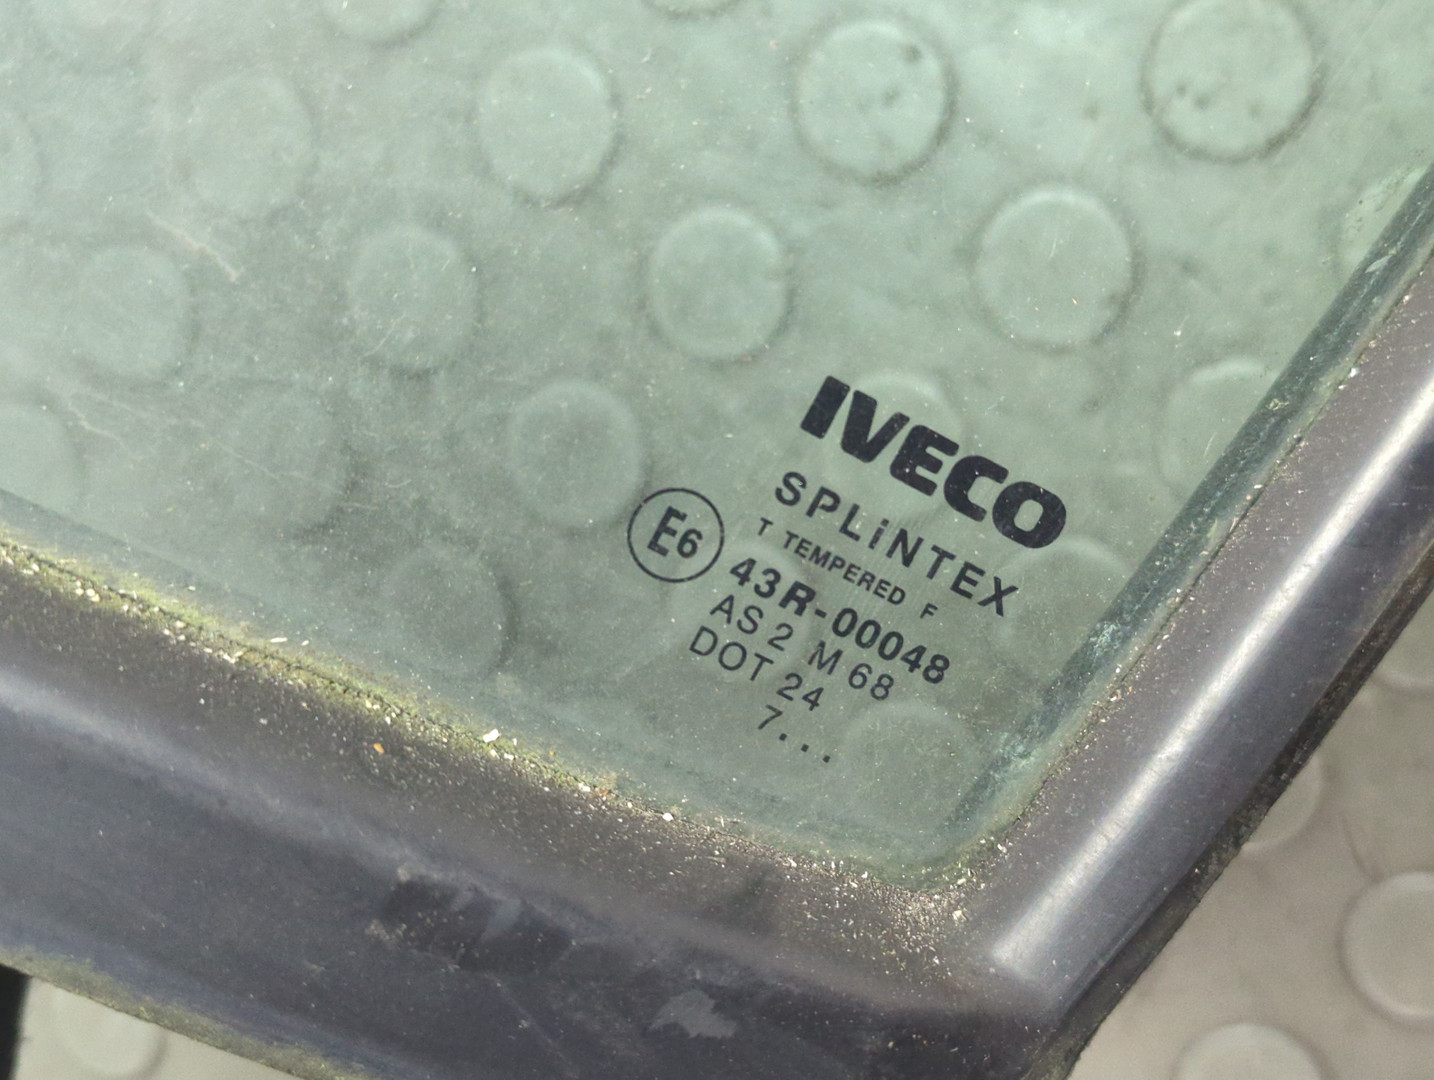 IVECO
SPLiNTEX
T TEMPERED F
E6
43R-00048
AS 2 M 68
DOT 24
7...